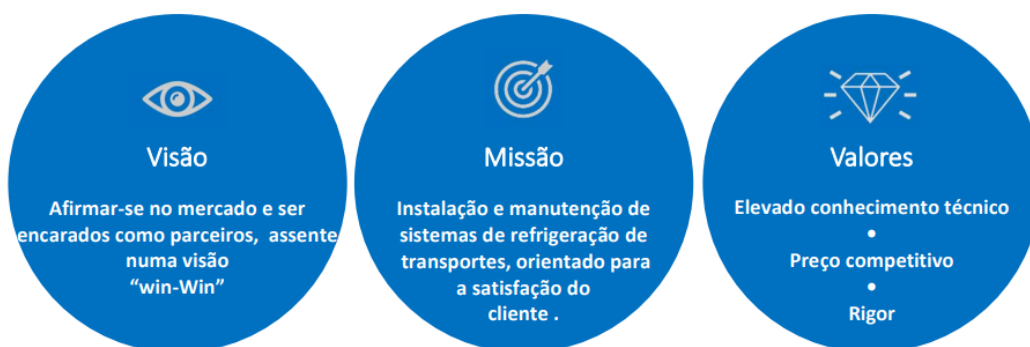 Visão
Afirmar-se no mercado e ser
encarados como parceiros, assente
numa visão
“win-Win”
Missão
Instalação e manutenção de
sistemas de refrigeração de
transportes, orientado para
a satisfação do
cliente .
Valores
Elevado conhecimento técnico
•
Preço competitivo
•
Rigor